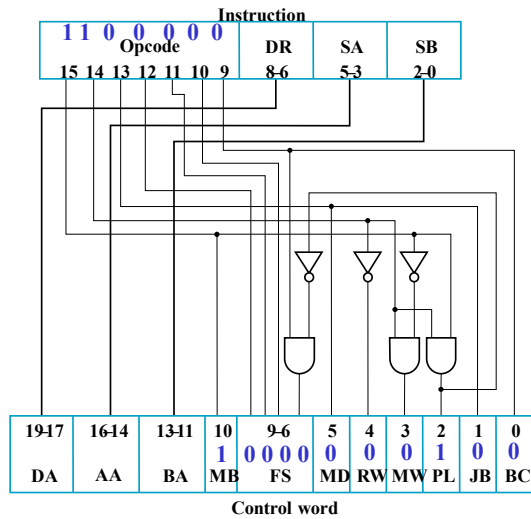 Instruction
1 1 0 0 0 0 0
Opcode DR SA SB
15 14 13 12 11 10 9 8–6 5–3 2–0
19-17 16-14 13-11 10 9-6 5 4 3 2 1 0
1 0 0 0 0 0 0 0 1 0 0
DA AA BA MB FS MD RW MW PL JB BC
Control word